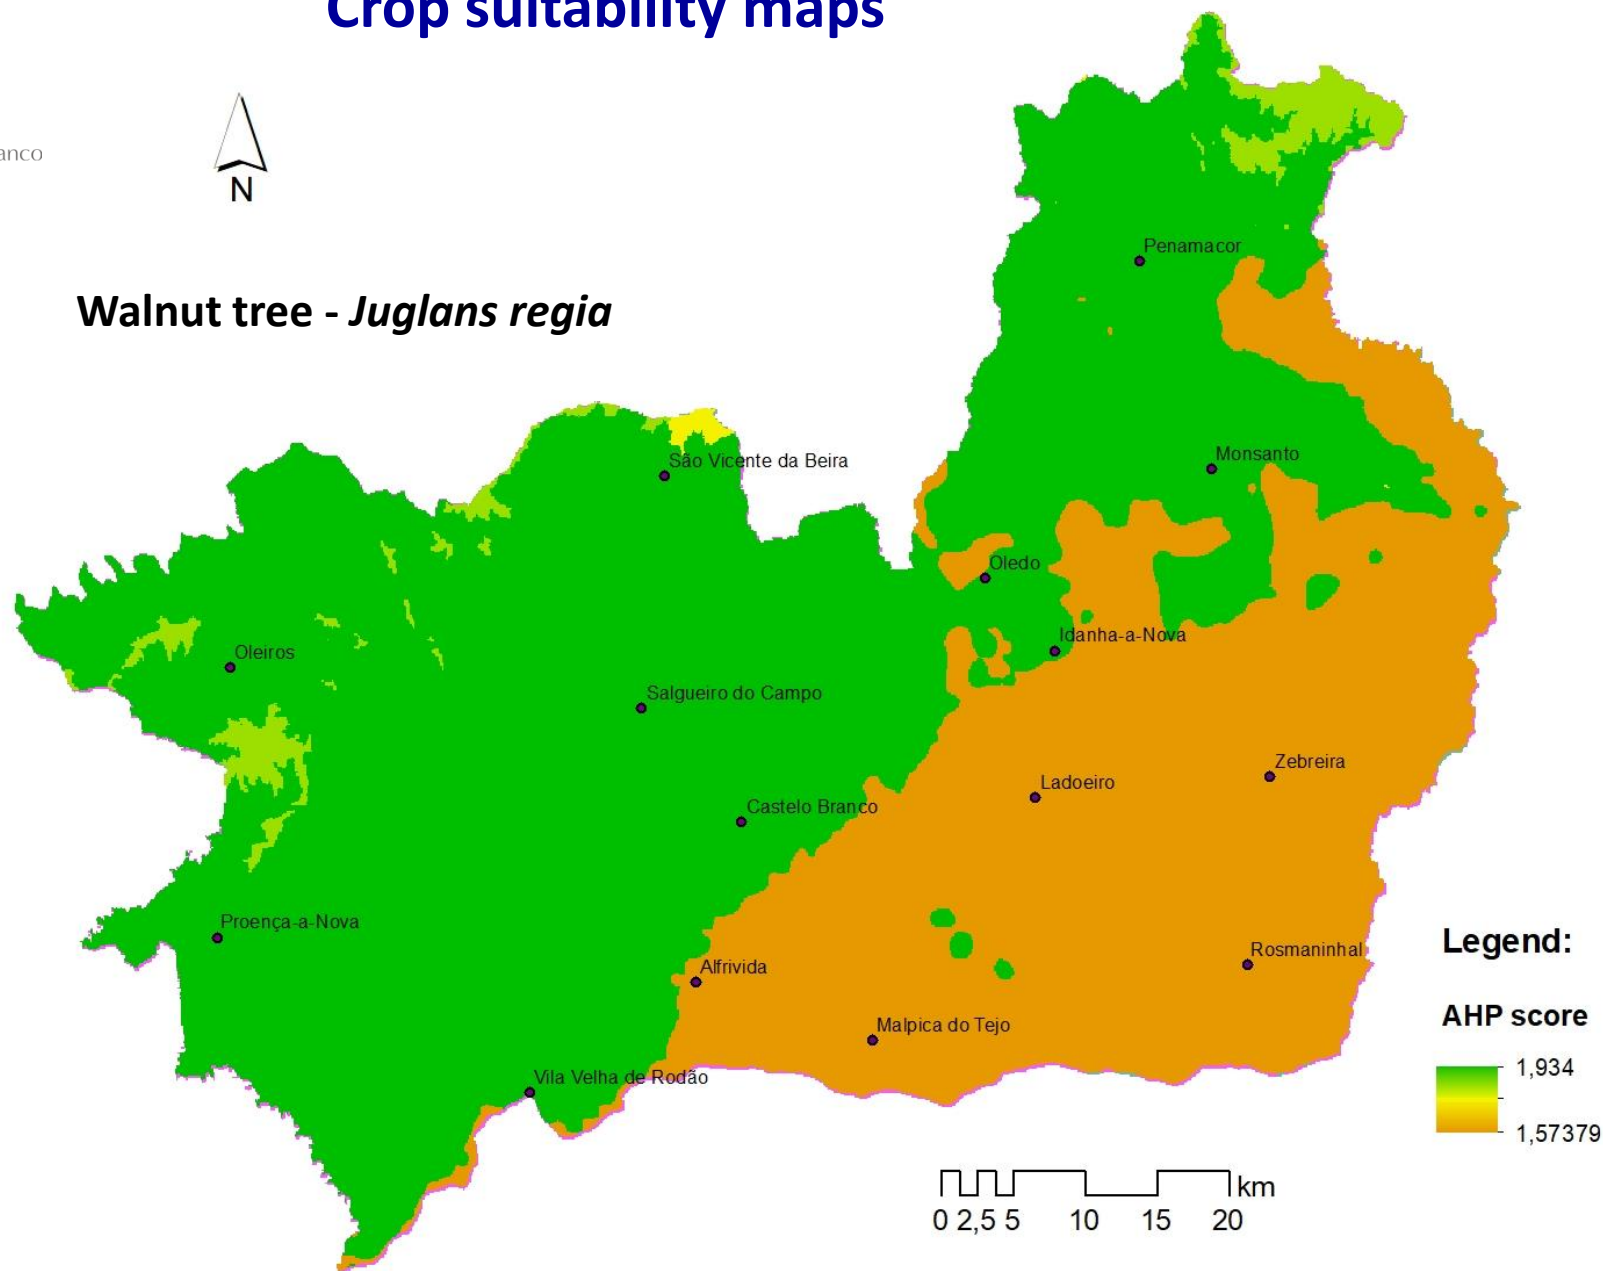 Crop suitability maps
anco
N
Penamacor
Walnut tree - Juglans regia
Monsanto
São Vicente da Beira
Oledo
Idanha-a-Nova
Oleiros
Salgueiro do Campo
Zebreira
Ladoeiro
Castelo Branco
Proença-a-Nova
Legend:
Rosmaninhal
Alfrivida
AHP score
Malpica do Tejo
1,934
Vila Velha de Rodão
1,57379
km
0 2,5 5 10 15 20